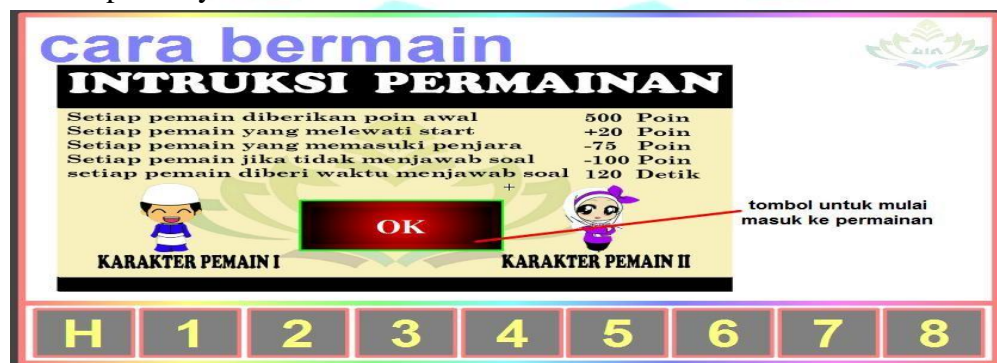 cara bermain
INTRUKSI PERMAINAN
Setiap pemain diberikan poin awal 500 Poin
Setiap pemain yang melewati start +20 Poin
Setiap pemain yang memasuki penjara -75 Poin
Setiap pemain jika tidak menjawab soal -100 Poin
setiap pemain diberi waktu menjawab soal 120 Detik
OK
tombol untuk mulai
masuk ke permainan
KARAKTER PEMAIN I KARAKTER PEMAIN II
H 1 2 3 4 5 6 7 8